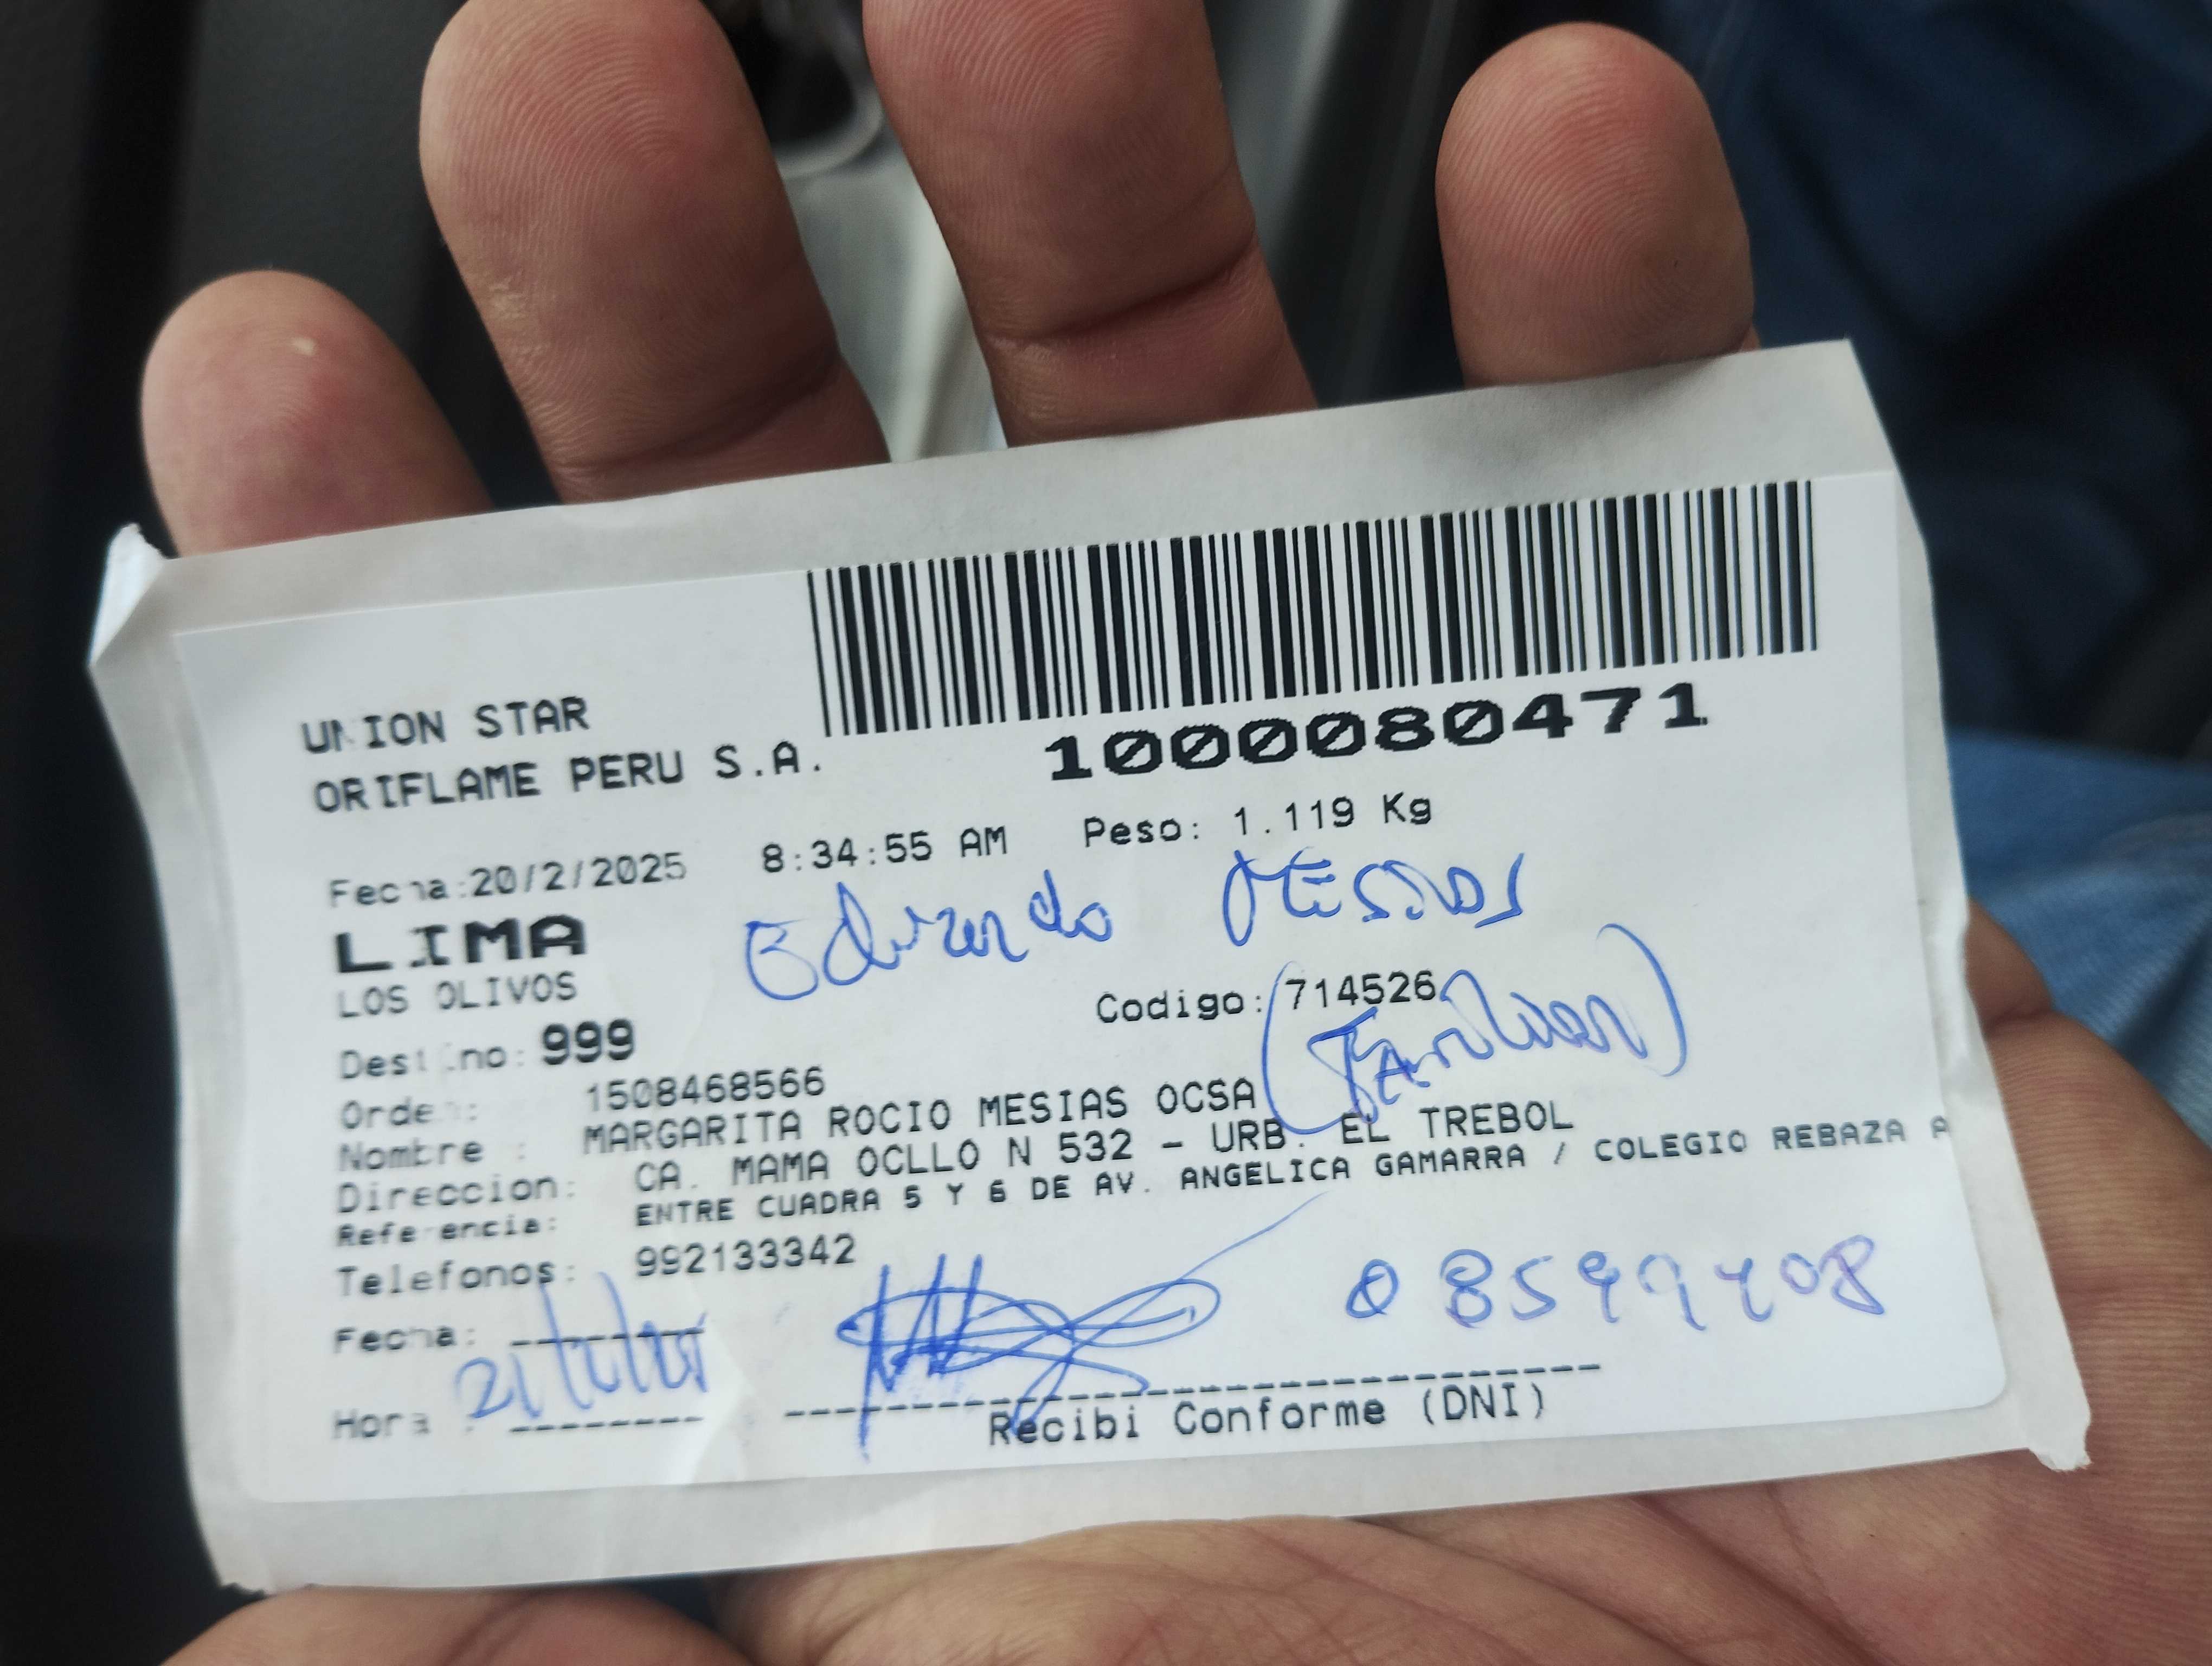 UNION STAR
ORIFLAME PERU S.A.
1000080471
Fecha:20/2/2025 8:34:55 AM Peso: 1.119 Kg
LIMA
Eduardo Mesias
LOS OLIVOS
Codigo: 714526
(Familiar)
Destino: 999
Orden: 1508468566
Nombre : MARGARITA ROCIO MESIAS OCSA
Direccion: CA. MAMA OCLLO N 532 - URB. EL TREBOL
Referencia: ENTRE CUADRA 5 Y 6 DE AV. ANGELICA GAMARRA / COLEGIO REBAZA A
Telefonos: 992133342
Fecha:
Hora :
Recibi Conforme (DNI)